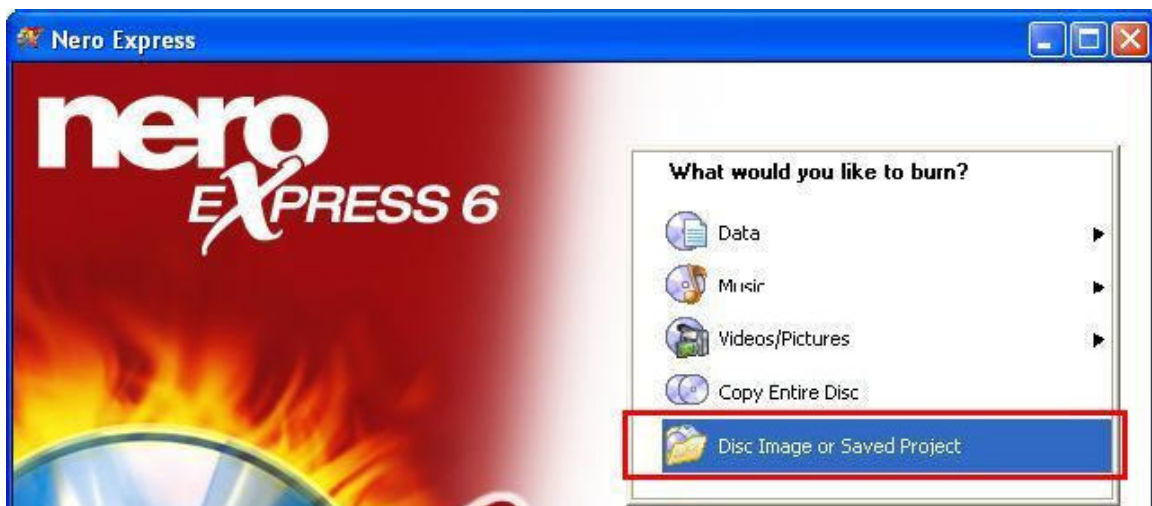 Nero Express
nero
EXPRESS 6
What would you like to burn?
Data
Music
Videos/Pictures
Copy Entire Disc
Disc Image or Saved Project